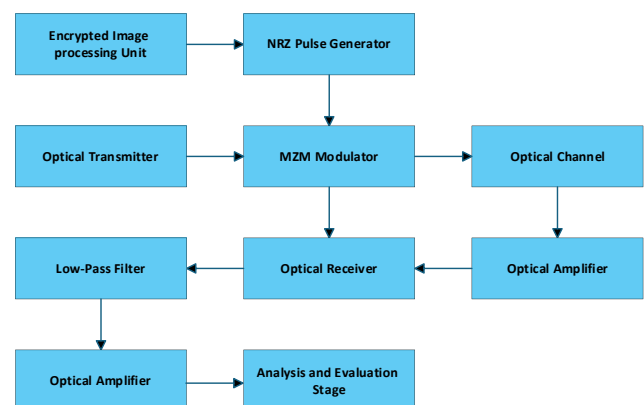 Encrypted Image
processing Unit
NRZ Pulse Generator
Optical Transmitter
MZM Modulator
Optical Channel
Low-Pass Filter
Optical Receiver
Optical Amplifier
Optical Amplifier
Analysis and Evaluation
Stage